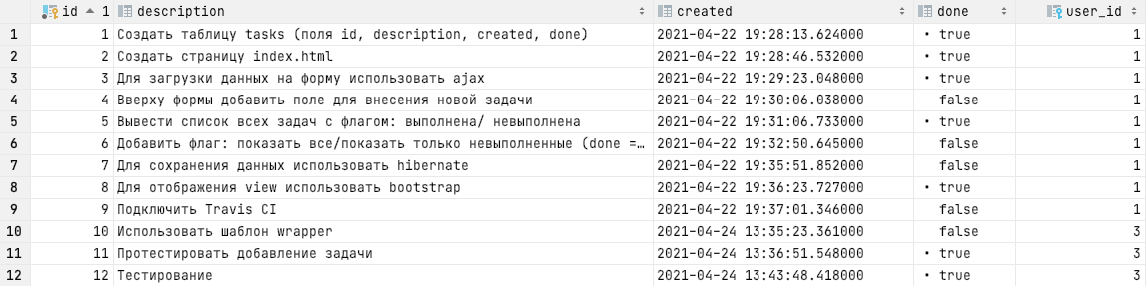 id 1 description created done user_id
1 1 Создать таблицу tasks (поля id, description, created, done) 2021-04-22 19:28:13.624000 • true 1
2 2 Создать страницу index.html 2021-04-22 19:28:46.532000 • true 1
3 3 Для загрузки данных на форму использовать ajax 2021-04-22 19:29:23.048000 • true 1
4 4 Вверху формы добавить поле для внесения новой задачи 2021-04-22 19:30:06.038000 false 1
5 5 Вывести список всех задач с флагом: выполнена/ невыполнена 2021-04-22 19:31:06.733000 • true 1
6 6 Добавить флаг: показать все/показать только невыполненные (done =… 2021-04-22 19:32:50.645000 false 1
7 7 Для сохранения данных использовать hibernate 2021-04-22 19:35:51.852000 false 1
8 8 Для отображения view использовать bootstrap 2021-04-22 19:36:23.727000 • true 1
9 9 Подключить Travis CI 2021-04-22 19:37:01.346000 false 1
10 10 Использовать шаблон wrapper 2021-04-24 13:35:23.361000 false 3
11 11 Протестировать добавление задачи 2021-04-24 13:36:51.548000 • true 3
12 12 Тестирование 2021-04-24 13:43:48.418000 • true 3